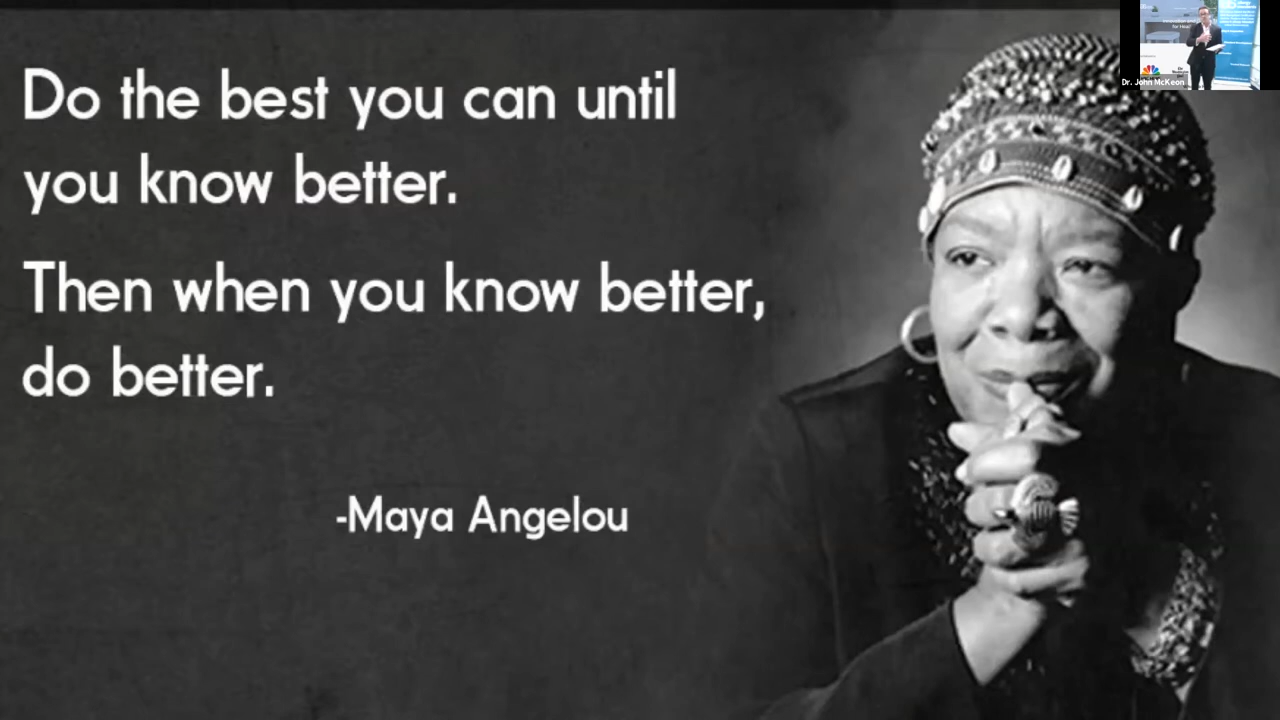 Do the best you can until
you know better.
Then when you know better,
do better.
-Maya Angelou
Dr. John McKeon